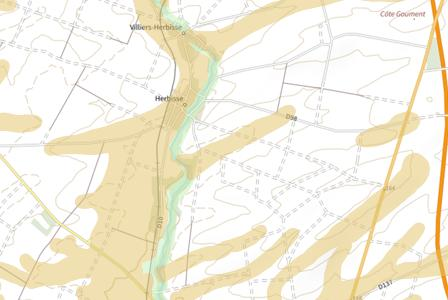 Côte Goument
Villiers-Herbisse
Herbisse
D98
D10
D137